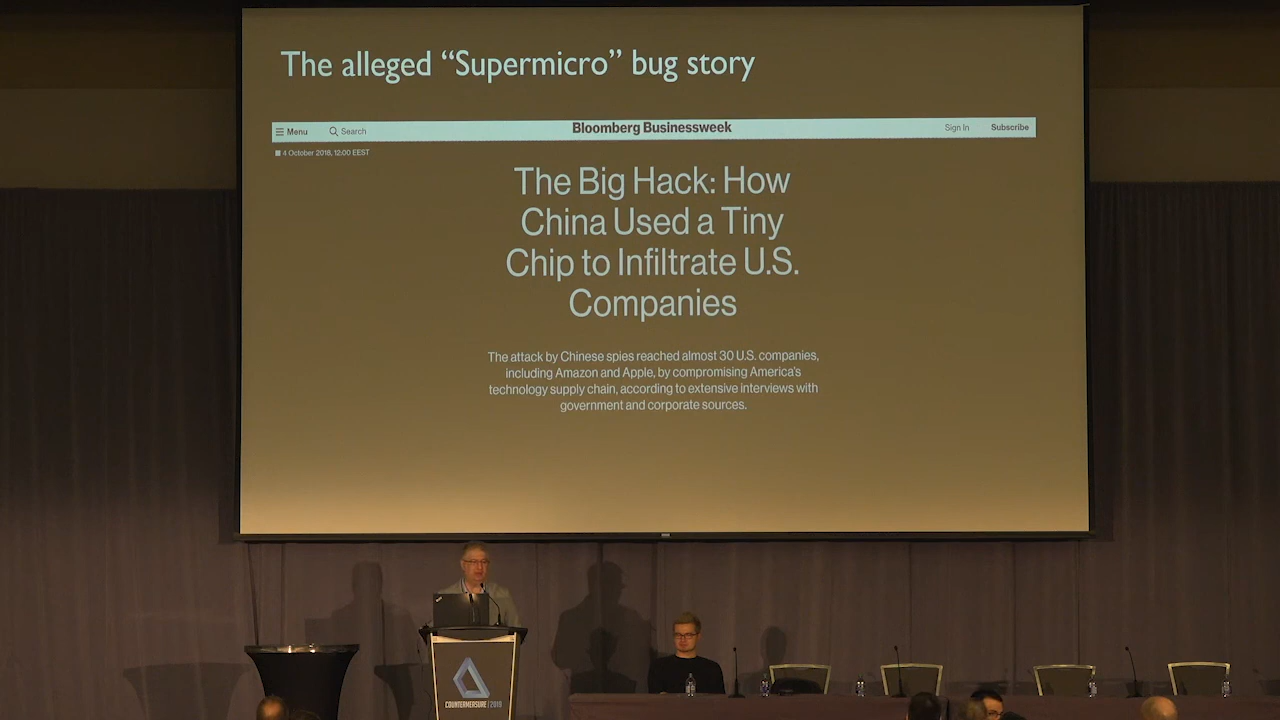 The alleged “Supermicro” bug story
Menu Search Bloomberg Businessweek Sign In Subscribe
4 October 2018, 12:00 EEST
The Big Hack: How
China Used a Tiny
Chip to Infiltrate U.S.
Companies
The attack by Chinese spies reached almost 30 U.S. companies,
including Amazon and Apple, by compromising America's
technology supply chain, according to extensive interviews with
government and corporate sources.
COUNTERMEASURE | 2019